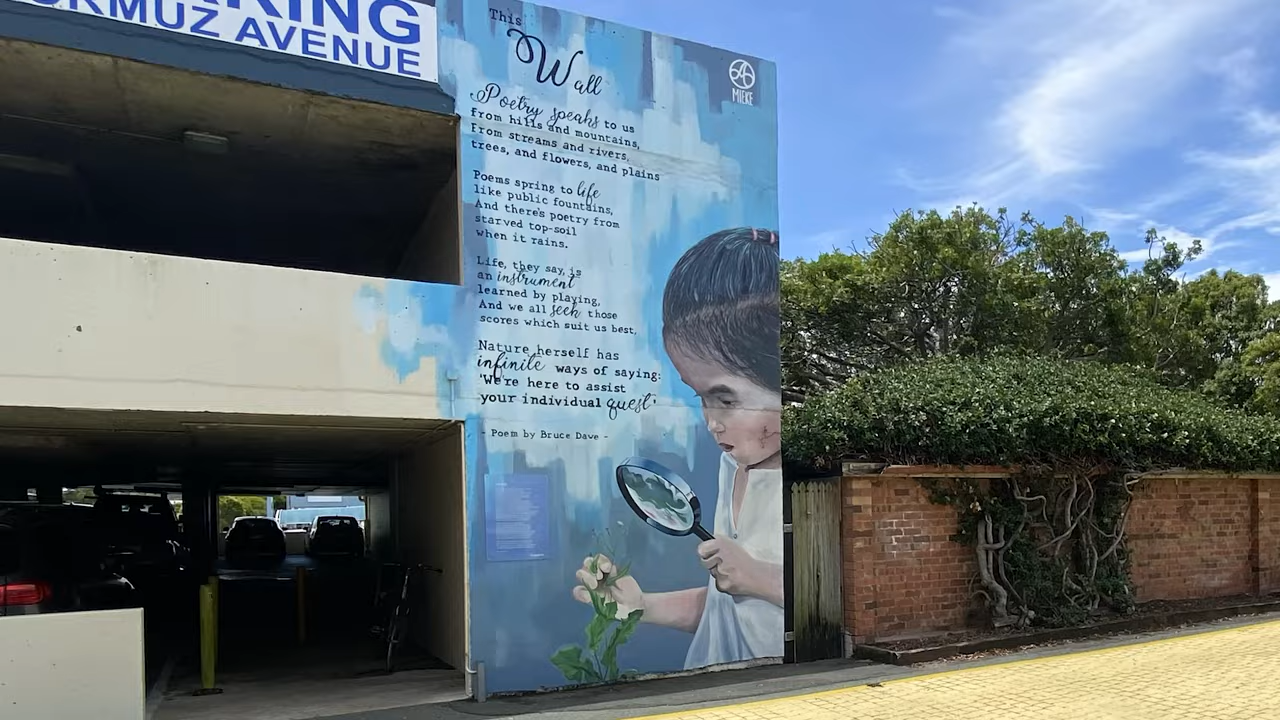 KING
RMUZ AVENUE
This
Wall
Poetry speaks to us
from hills and mountains,
From streams and rivers,
trees, and flowers, and plains
Poems spring to life
like public fountains,
And there's poetry from
starved top-soil
when it rains.
Life, they say, is
an instrument
learned by playing,
And we all seek those
scores which suit us best,
Nature herself has
infinite ways of saying:
'We're here to assist
your individual quest'
- Poem by Bruce Dave -
MIEKE